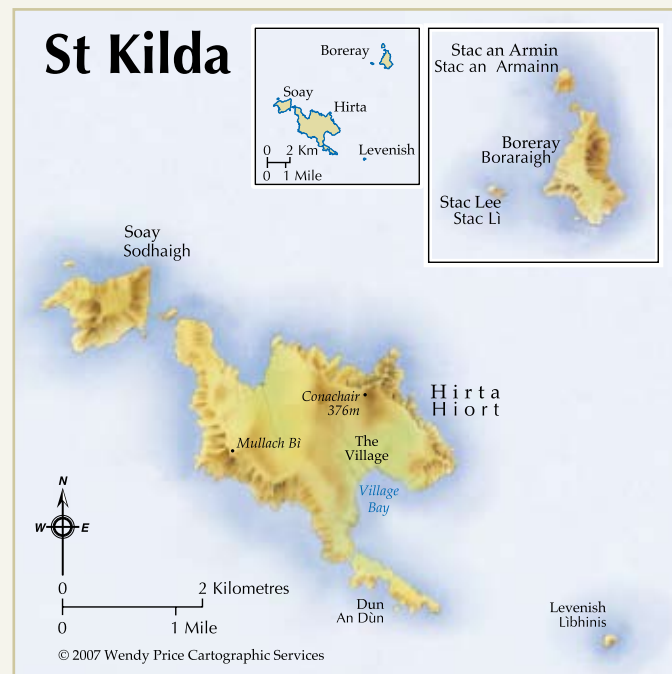 St Kilda
Boreray
Soay
Hirta
0 2 Km
Levenish
0 1 Mile
Stac an Armin
Stac an Armainn
Boreray
Boraraigh
Stac Lee
Stac Lì
Soay
Sodhaigh
Conachair
376m
Hirta
Hiort
Mullach Bì
The
Village
Village
Bay
N
W E
0 2 Kilometres
0 1 Mile
Dun
An Dùn
Levenish
Lìbhinis
© 2007 Wendy Price Cartographic Services